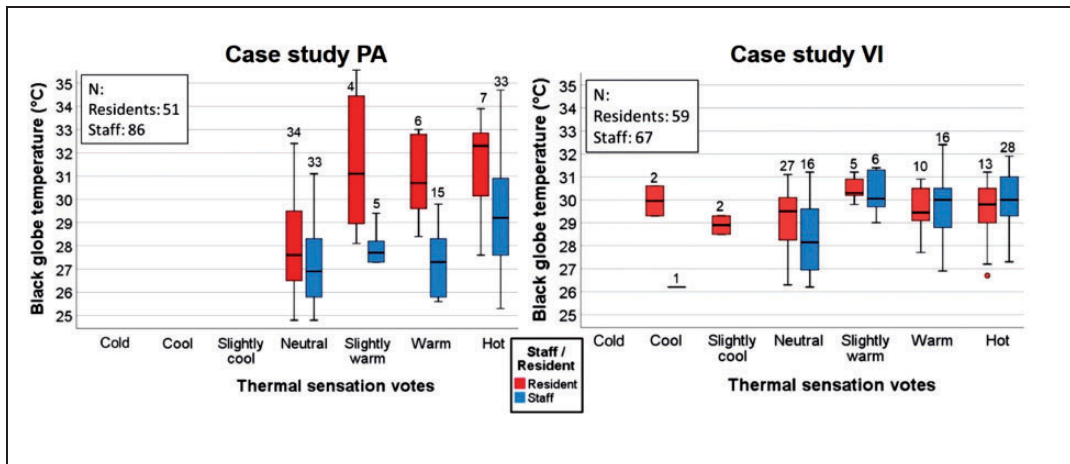 Case study PA
N:
Residents: 51
Staff: 86
Black globe temperature (°C)
35
34
33
32
31
30
29
28
27
26
25
34
33
4
5
6
15
7
33
Cold
Cool
Slightly cool
Neutral
Slightly warm
Warm
Hot
Thermal sensation votes
Staff /
Resident
Resident
Staff
Case study VI
N:
Residents: 59
Staff: 67
Black globe temperature (°C)
35
34
33
32
31
30
29
28
27
26
25
2
1
2
27
16
5
6
10
16
13
28
Cold
Cool
Slightly
cool
Neutral
Slightly
warm
Warm
Hot
Thermal sensation votes